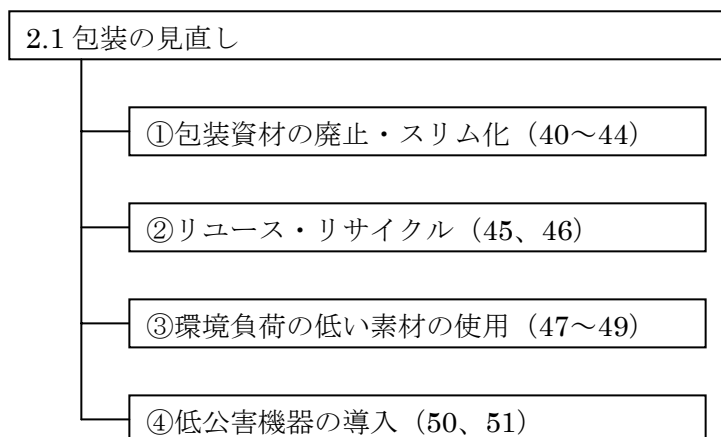 2.1 包装の見直し
①包装資材の廃止・スリム化（40～44）
②リユース・リサイクル（45、46）
③環境負荷の低い素材の使用（47～49）
④低公害機器の導入（50、51）